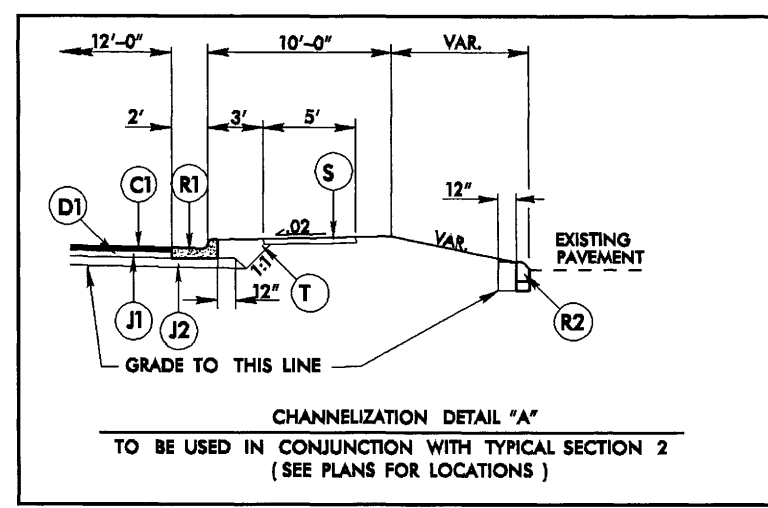 12'-0" 10'-0" VAR.
2' 3' 5'
S
12"
C1 R1
D1
<.02
VAR.
EXISTING
PAVEMENT
1:1
12" T
J1 J2 R2
GRADE TO THIS LINE
CHANNELIZATION DETAIL "A"
TO BE USED IN CONJUNCTION WITH TYPICAL SECTION 2
( SEE PLANS FOR LOCATIONS )